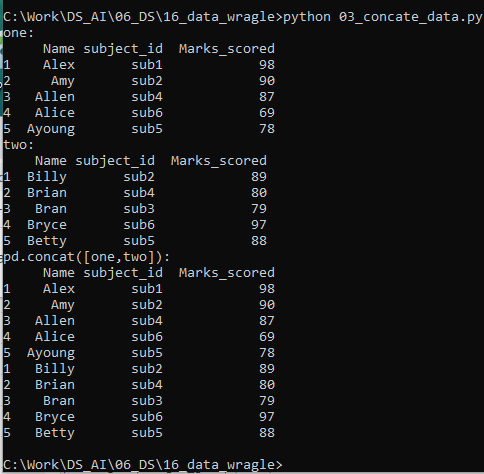 C:\Work\DS_AI\06_DS\16_data_wragle>python 03_concate_data.py
one:
     Name subject_id  Marks_scored
1    Alex       sub1            98
2     Amy       sub2            90
3   Allen       sub4            87
4   Alice       sub6            69
5  Ayoung       sub5            78
two:
    Name subject_id  Marks_scored
1  Billy       sub2            89
2  Brian       sub4            80
3   Bran       sub3            79
4  Bryce       sub6            97
5  Betty       sub5            88
pd.concat([one,two]):
     Name subject_id  Marks_scored
1    Alex       sub1            98
2     Amy       sub2            90
3   Allen       sub4            87
4   Alice       sub6            69
5  Ayoung       sub5            78
1   Billy       sub2            89
2   Brian       sub4            80
3    Bran       sub3            79
4   Bryce       sub6            97
5   Betty       sub5            88
C:\Work\DS_AI\06_DS\16_data_wragle>